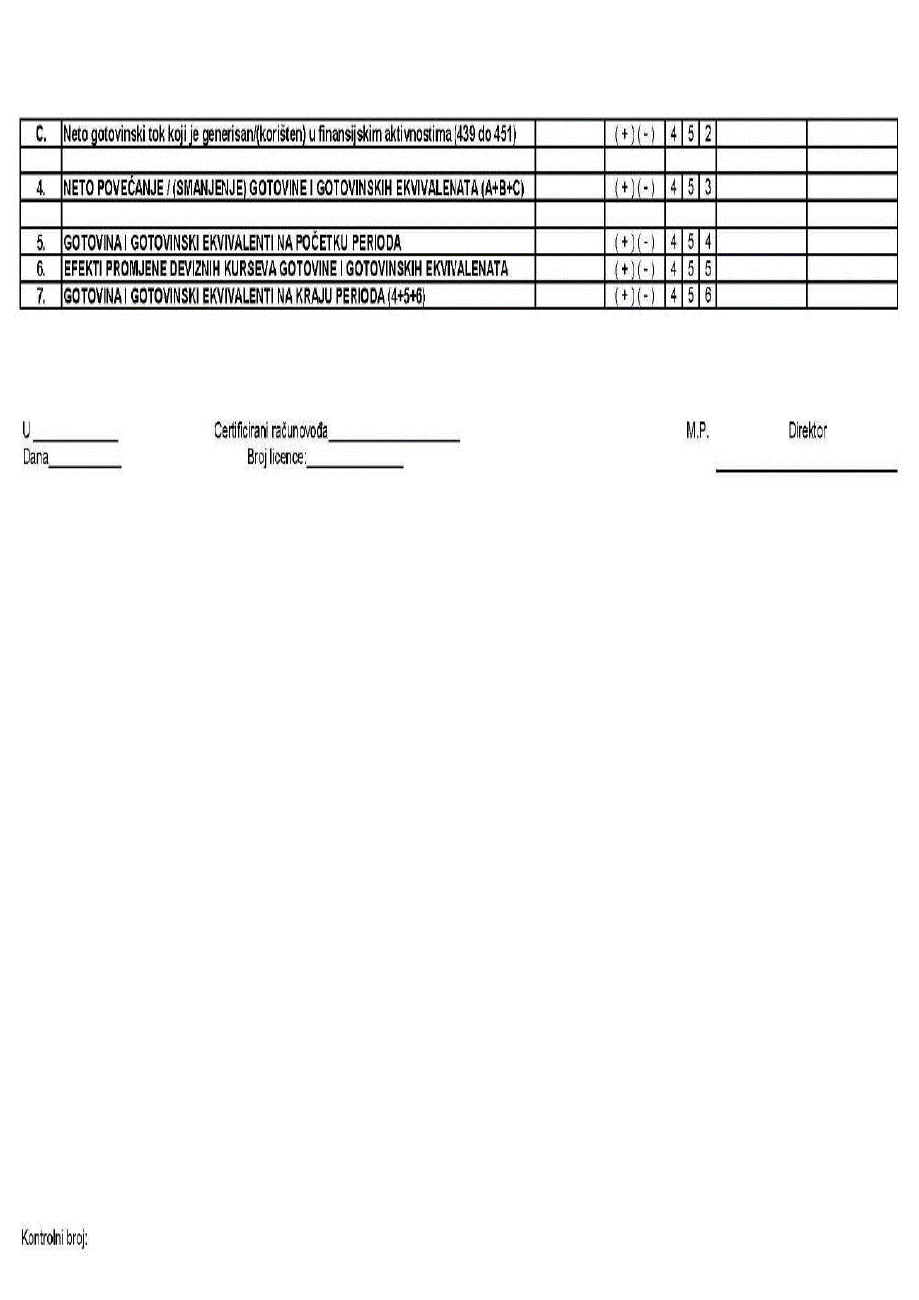 C. Neto gotovinski tok koji je generisan/(korišten) u finansijskim aktivnostima (439 do 451) ( + ) ( - ) 4 5 2
4. NETO POVEĆANJE / (SMANJENJE) GOTOVINE I GOTOVINSKIH EKVIVALENATA (A+B+C) ( + ) ( - ) 4 5 3
5. GOTOVINA I GOTOVINSKI EKVIVALENTI NA POČETKU PERIODA ( + ) ( - ) 4 5 4
6. EFEKTI PROMJENE DEVIZNIH KURSEVA GOTOVINE I GOTOVINSKIH EKVIVALENATA ( + ) ( - ) 4 5 5
7. GOTOVINA I GOTOVINSKI EKVIVALENTI NA KRAJU PERIODA (4+5+6) ( + ) ( - ) 4 5 6
U ____________ Certificirani računovođa___________________ M.P. Direktor
Dana__________ Broj licence:______________
Kontrolni broj: